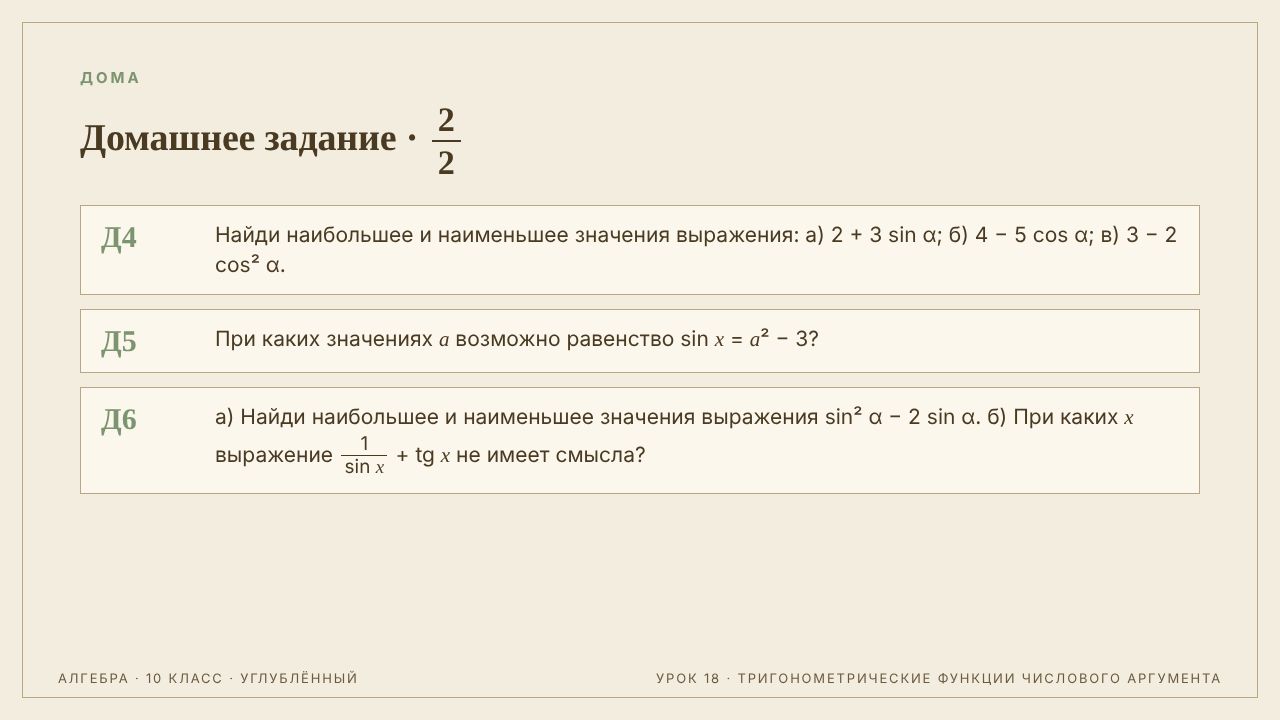 ДОМА
Домашнее задание · 2/2
Д4
Найди наибольшее и наименьшее значения выражения: а) 2 + 3 sin α; б) 4 − 5 cos α; в) 3 − 2
cos² α.
Д5
При каких значениях a возможно равенство sin x = a² − 3?
Д6
а) Найди наибольшее и наименьшее значения выражения sin² α − 2 sin α. б) При каких x
выражение 1/sin x + tg x не имеет смысла?
АЛГЕБРА · 10 КЛАСС · УГЛУБЛЁННЫЙ
УРОК 18 · ТРИГОНОМЕТРИЧЕСКИЕ ФУНКЦИИ ЧИСЛОВОГО АРГУМЕНТА